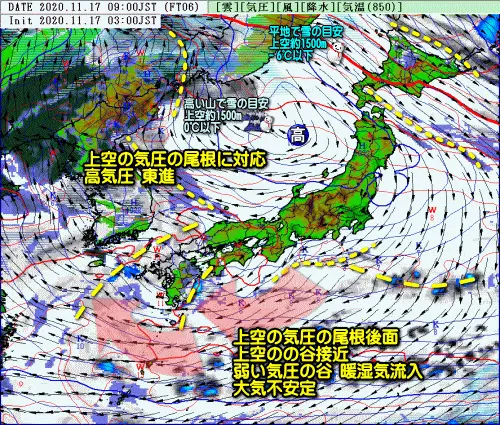 DATE 2020.11.17 09:00JST (FT06)
[雲][気圧][風][降水][気温(850)]
Init 2020.11.17 03:00JST
平地で雪の目安
上空約1500m
-6℃以下
高い山で雪の目安
上空約1500m
0℃以下
高
上空の気圧の尾根に対応
高気圧 東進
上空の気圧の尾根後面
上空のの谷接近
弱い気圧の谷 暖湿気流入
大気不安定